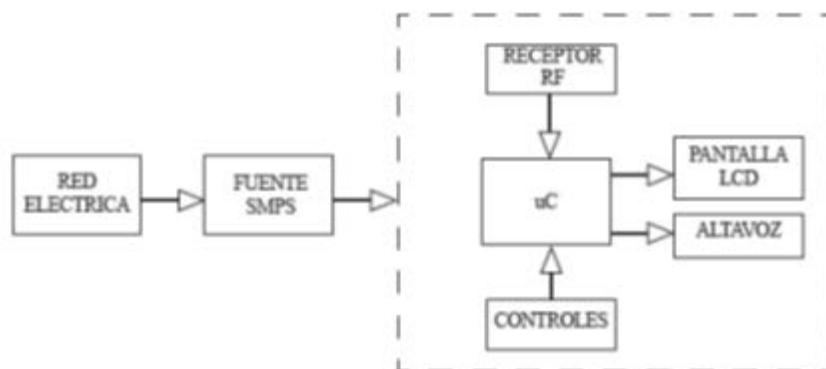 RECEPTOR
RF
RED
ELECTRICA
FUENTE
SMPS
uC
PANTALLA
LCD
ALTAVOZ
CONTROLES